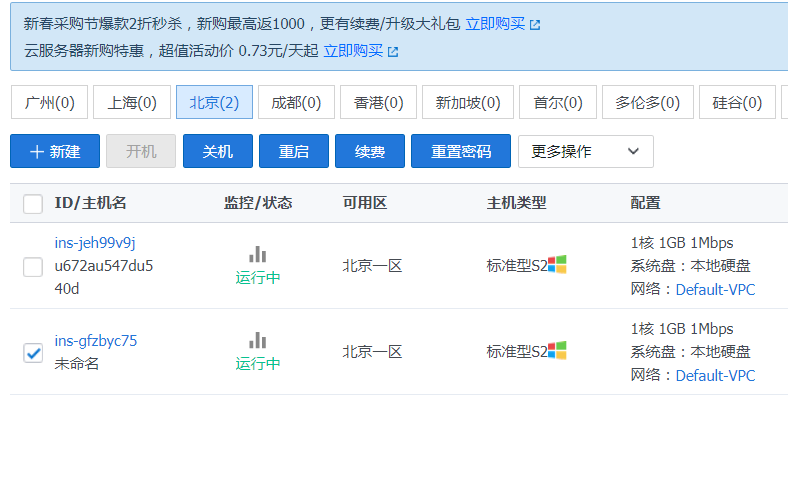 新春采购节爆款2折秒杀，新购最高返1000，更有续费/升级大礼包 立即购买
云服务器新购特惠，超值活动价 0.73元/天起 立即购买
广州(0) 上海(0) 北京(2) 成都(0) 香港(0) 新加坡(0) 首尔(0) 多伦多(0) 硅谷(0)
新建 开机 关机 重启 续费 重置密码 更多操作
ID/主机名 监控/状态 可用区 主机类型 配置
ins-jeh99v9j
u672au547du5
40d
运行中
北京一区
标准型S2
1核 1GB 1Mbps
系统盘：本地硬盘
网络：Default-VPC
ins-gfzbyc75
未命名
运行中
北京一区
标准型S2
1核 1GB 1Mbps
系统盘：本地硬盘
网络：Default-VPC